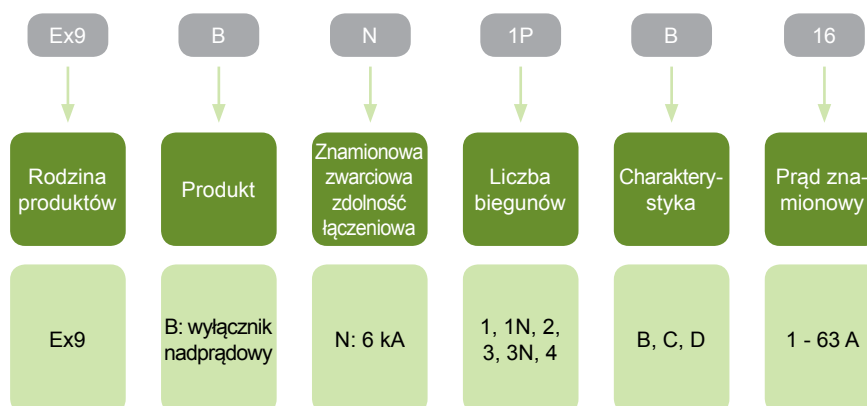 Ex9 B N 1P B 16
Rodzina
produktów
Produkt
Znamionowa
zwarciowa
zdolność
łączeniowa
Liczba
biegunów
Charaktery-
styka
Prąd zna-
mionowy
Ex9
B: wyłącznik
nadprądowy
N: 6 kA
1, 1N, 2,
3, 3N, 4
B, C, D
1 - 63 A